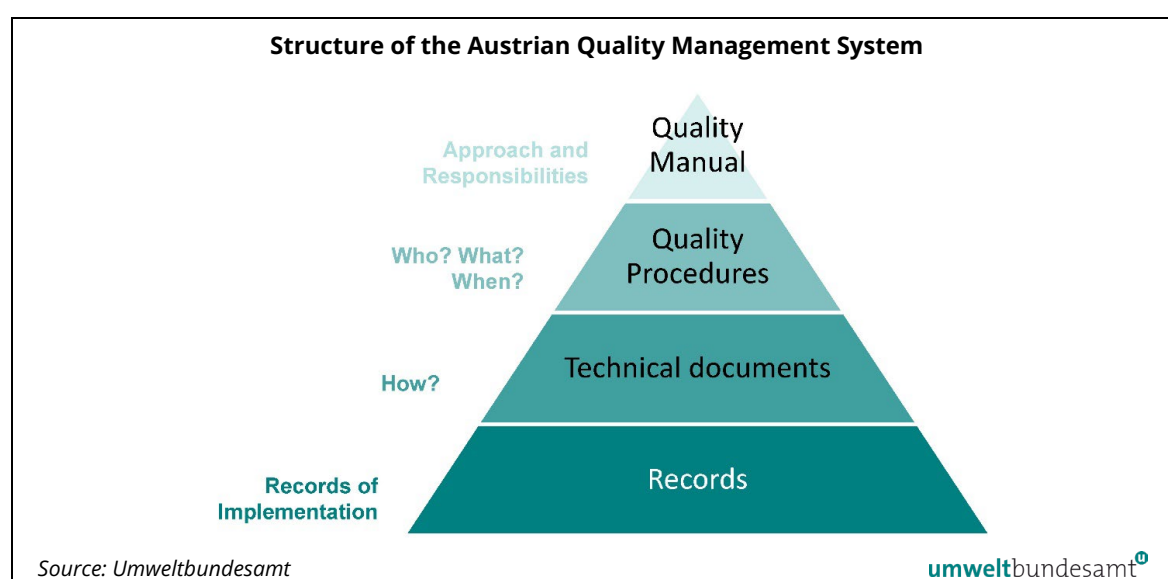 Structure of the Austrian Quality Management System
Approach and
Responsibilities
Quality
Manual
Who? What?
When?
Quality
Procedures
How?
Technical documents
Records of
Implementation
Records
Source: Umweltbundesamt
umweltbundesamt
u